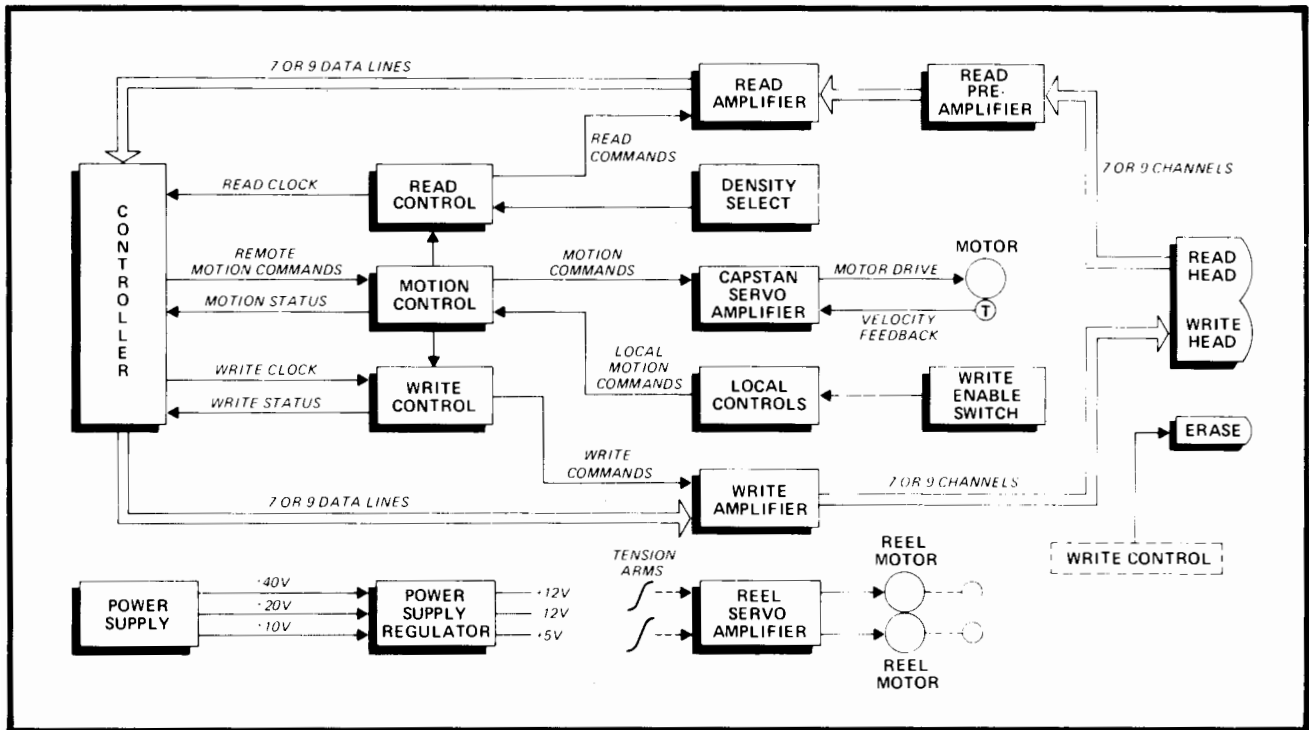 7 OR 9 DATA LINES
READ
AMPLIFIER
READ
PRE-
AMPLIFIER
READ
COMMANDS
7 OR 9 CHANNELS
CONTROLLER
READ CLOCK
READ
CONTROL
DENSITY
SELECT
REMOTE
MOTION COMMANDS
MOTION STATUS
MOTION
CONTROL
MOTION
COMMANDS
CAPSTAN
SERVO
AMPLIFIER
MOTOR DRIVE
MOTOR
T
VELOCITY
FEEDBACK
READ
HEAD
WRITE
HEAD
WRITE CLOCK
WRITE STATUS
WRITE
CONTROL
LOCAL
MOTION
COMMANDS
LOCAL
CONTROLS
WRITE
ENABLE
SWITCH
ERASE
WRITE
COMMANDS
7 OR 9 DATA LINES
WRITE
AMPLIFIER
7 OR 9 CHANNELS
WRITE CONTROL
POWER
SUPPLY
40V
20V
10V
POWER
SUPPLY
REGULATOR
+12V
12V
+5V
TENSION
ARMS
REEL
SERVO
AMPLIFIER
REEL
MOTOR
REEL
MOTOR